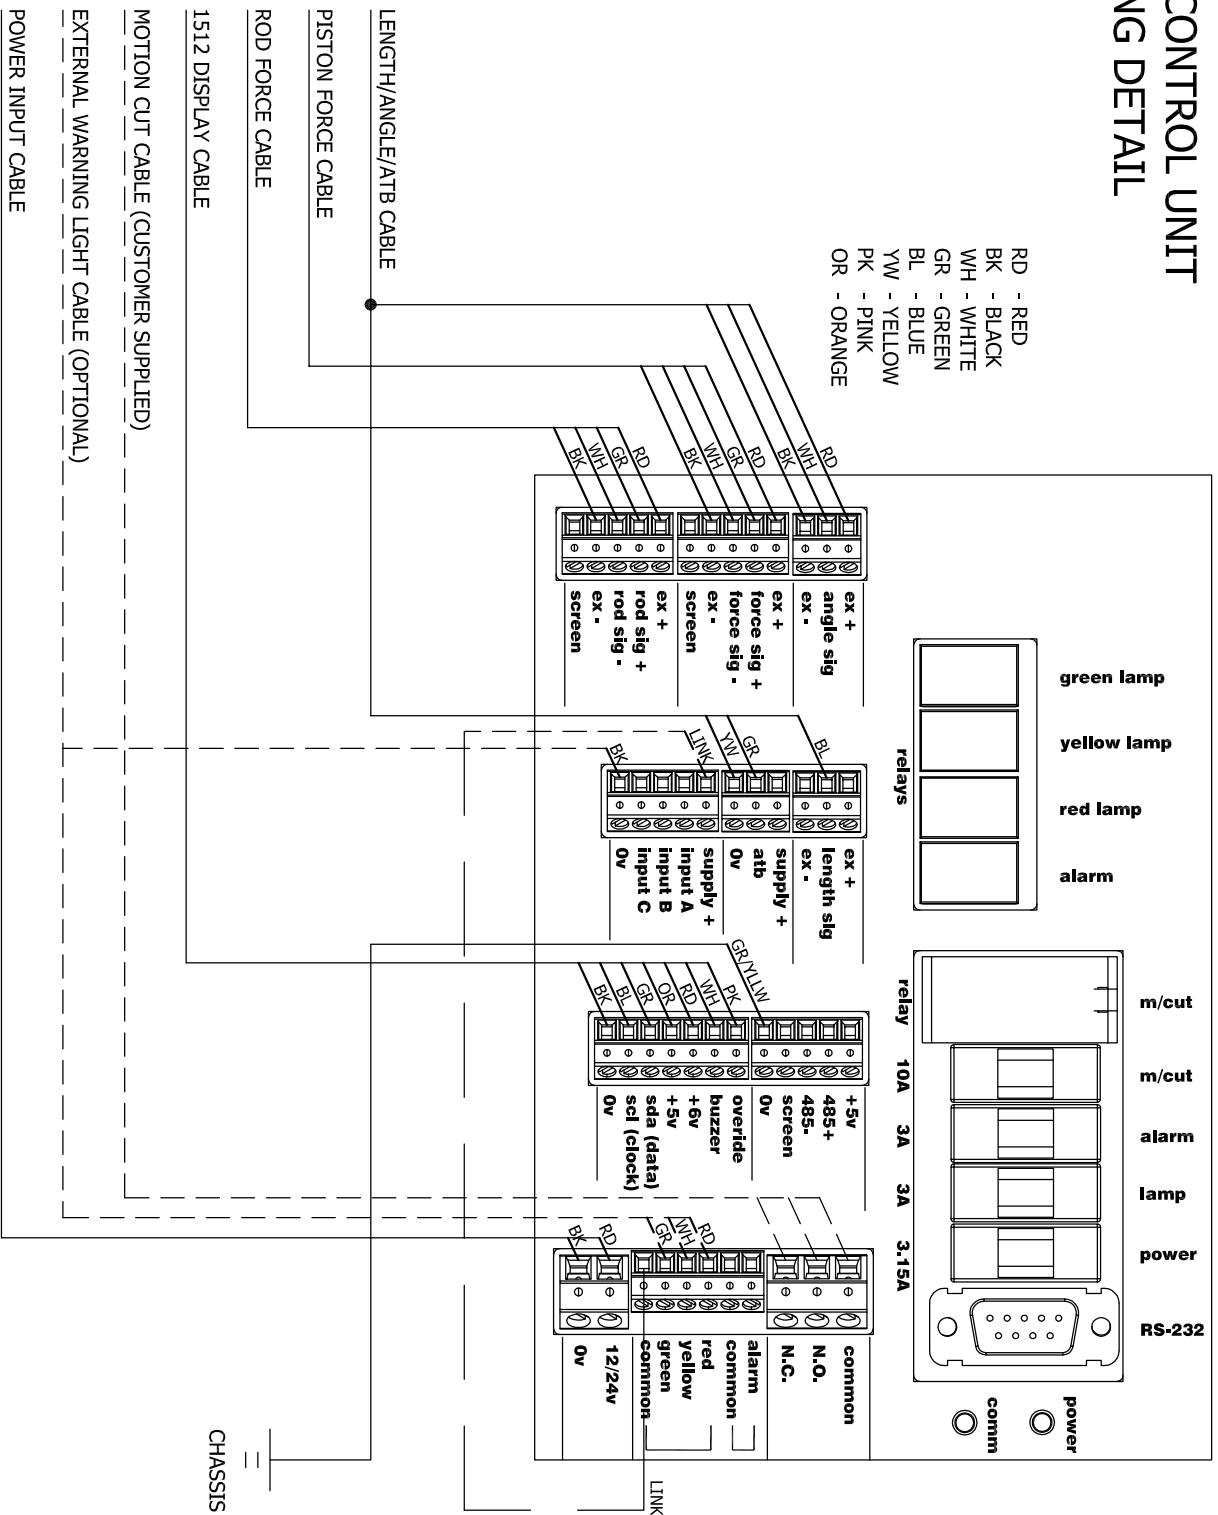 CONTROL UNIT
NG DETAIL
RD - RED
BK - BLACK
WH - WHITE
GR - GREEN
BL - BLUE
YW - YELLOW
PK - PINK
OR - ORANGE
LENGTH/ANGLE/ATB CABLE
PISTON FORCE CABLE
ROD FORCE CABLE
1512 DISPLAY CABLE
MOTION CUT CABLE (CUSTOMER SUPPLIED)
EXTERNAL WARNING LIGHT CABLE (OPTIONAL)
POWER INPUT CABLE
RD
WH
BK
RD
GR
WH
BK
RD
GR
WH
BK
ex +
angle sig
ex -
ex +
force sig +
force sig -
ex -
screen
ex +
rod sig +
rod sig -
ex -
screen
BL
GR
YW
LINK
BK
ex +
length sig
ex -
supply +
atb
0v
supply +
input A
input B
input C
0v
GR/YLLW
PK
WH
RD
OR
GR
BL
BK
+5v
485+
485-
screen
0v
overide
buzzer
+6v
+5v
sda (data)
scl (clock)
0v
RD
WH
GR
RD
BK
common
N.O.
N.C.
alarm
common
red
yellow
green
common
12/24v
0v
LINK
CHASSIS
green lamp
yellow lamp
red lamp
alarm
relays
m/cut
m/cut
alarm
lamp
power
RS-232
relay
10A
3A
3A
3.15A
power
comm